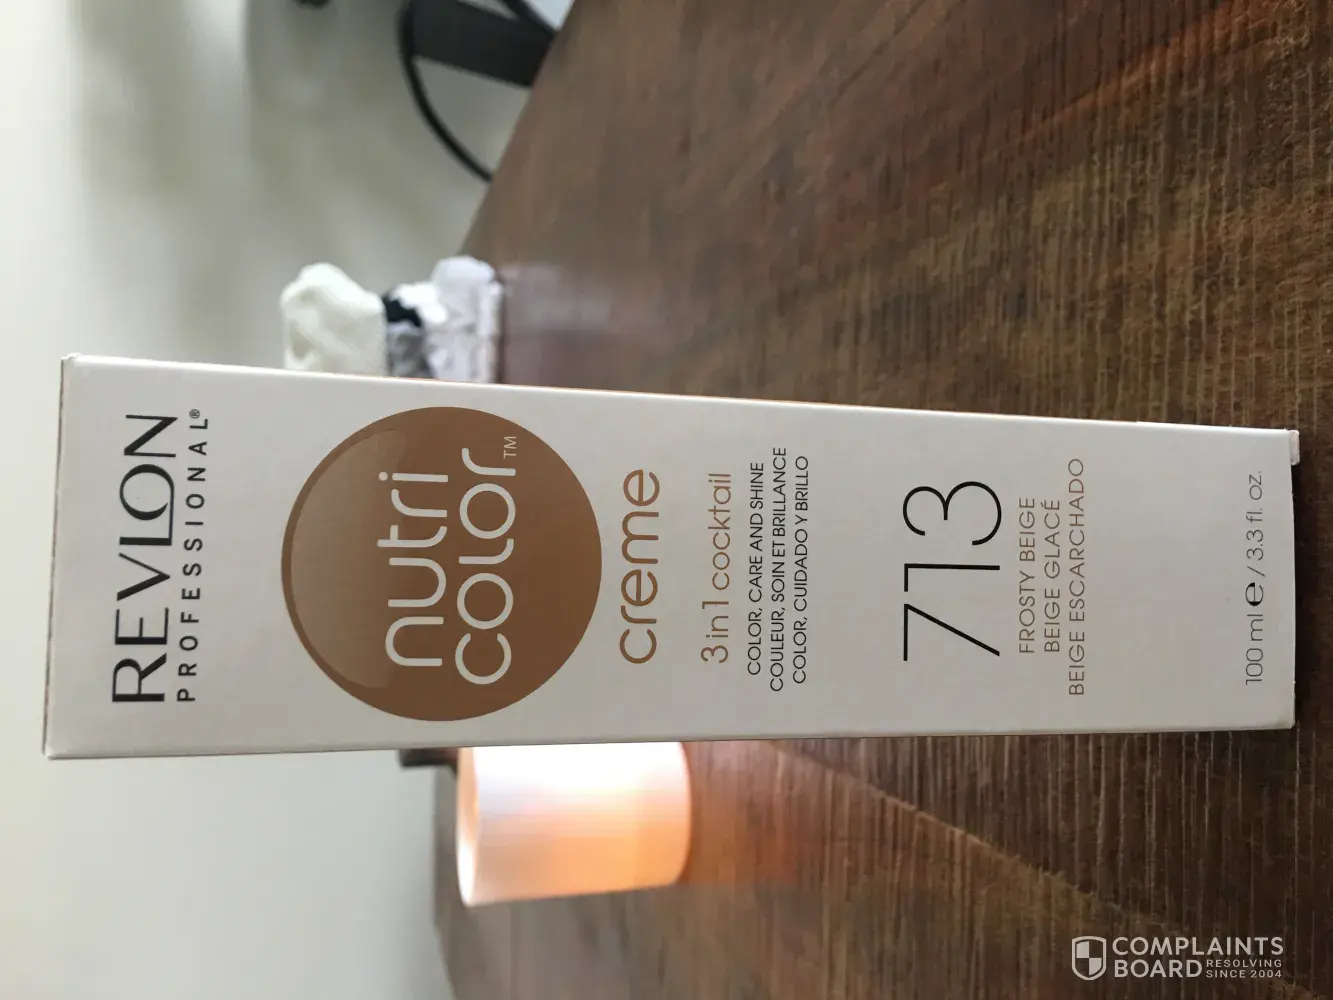 REVLON
PROFESSIONAL®
nutri
color™
creme
3 in 1 cocktail
COLOR, CARE AND SHINE
COULEUR, SOIN ET BRILLANCE
COLOR, CUIDADO Y BRILLO
713
FROSTY BEIGE
BEIGE GLACÉ
BEIGE ESCARCHADO
100 ml ℮ / 3.3 fl. oz.
COMPLAINTS
BOARD RESOLVING
SINCE 2004